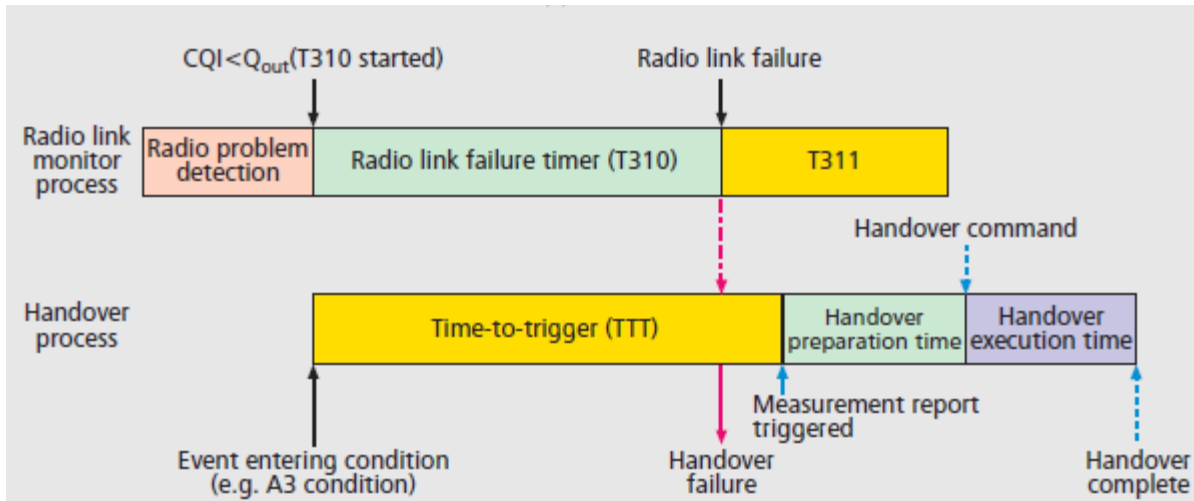 CQI<Qout(T310 started)
Radio link failure
Radio link
monitor
process
Radio problem
detection
Radio link failure timer (T310)
T311
Handover command
Handover
process
Time-to-trigger (TTT)
Handover
preparation time
Handover
execution time
Measurement report
triggered
Event entering condition
(e.g. A3 condition)
Handover
failure
Handover
complete